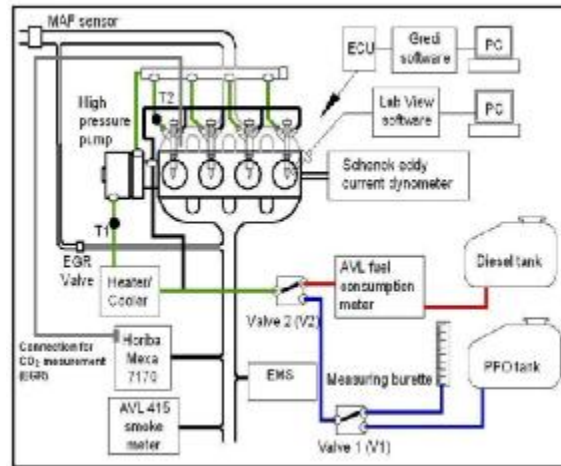 MAF sensor
ECU
Gredi
software
PC
T2
High
pressure
pump
Lab View
software
PC
Schenck eddy
current dynometer
T1
EGR
Valve
Heater/
Cooler
AVL fuel
consumption
meter
Diesel tank
Valve 2 (V2)
Connection for
CO₂ mesurement
(EGR)
Horiba
Mexa
7170
EMS
Measuring burette
PFO tank
AVL 415
smoke
meter
Valve 1 (V1)